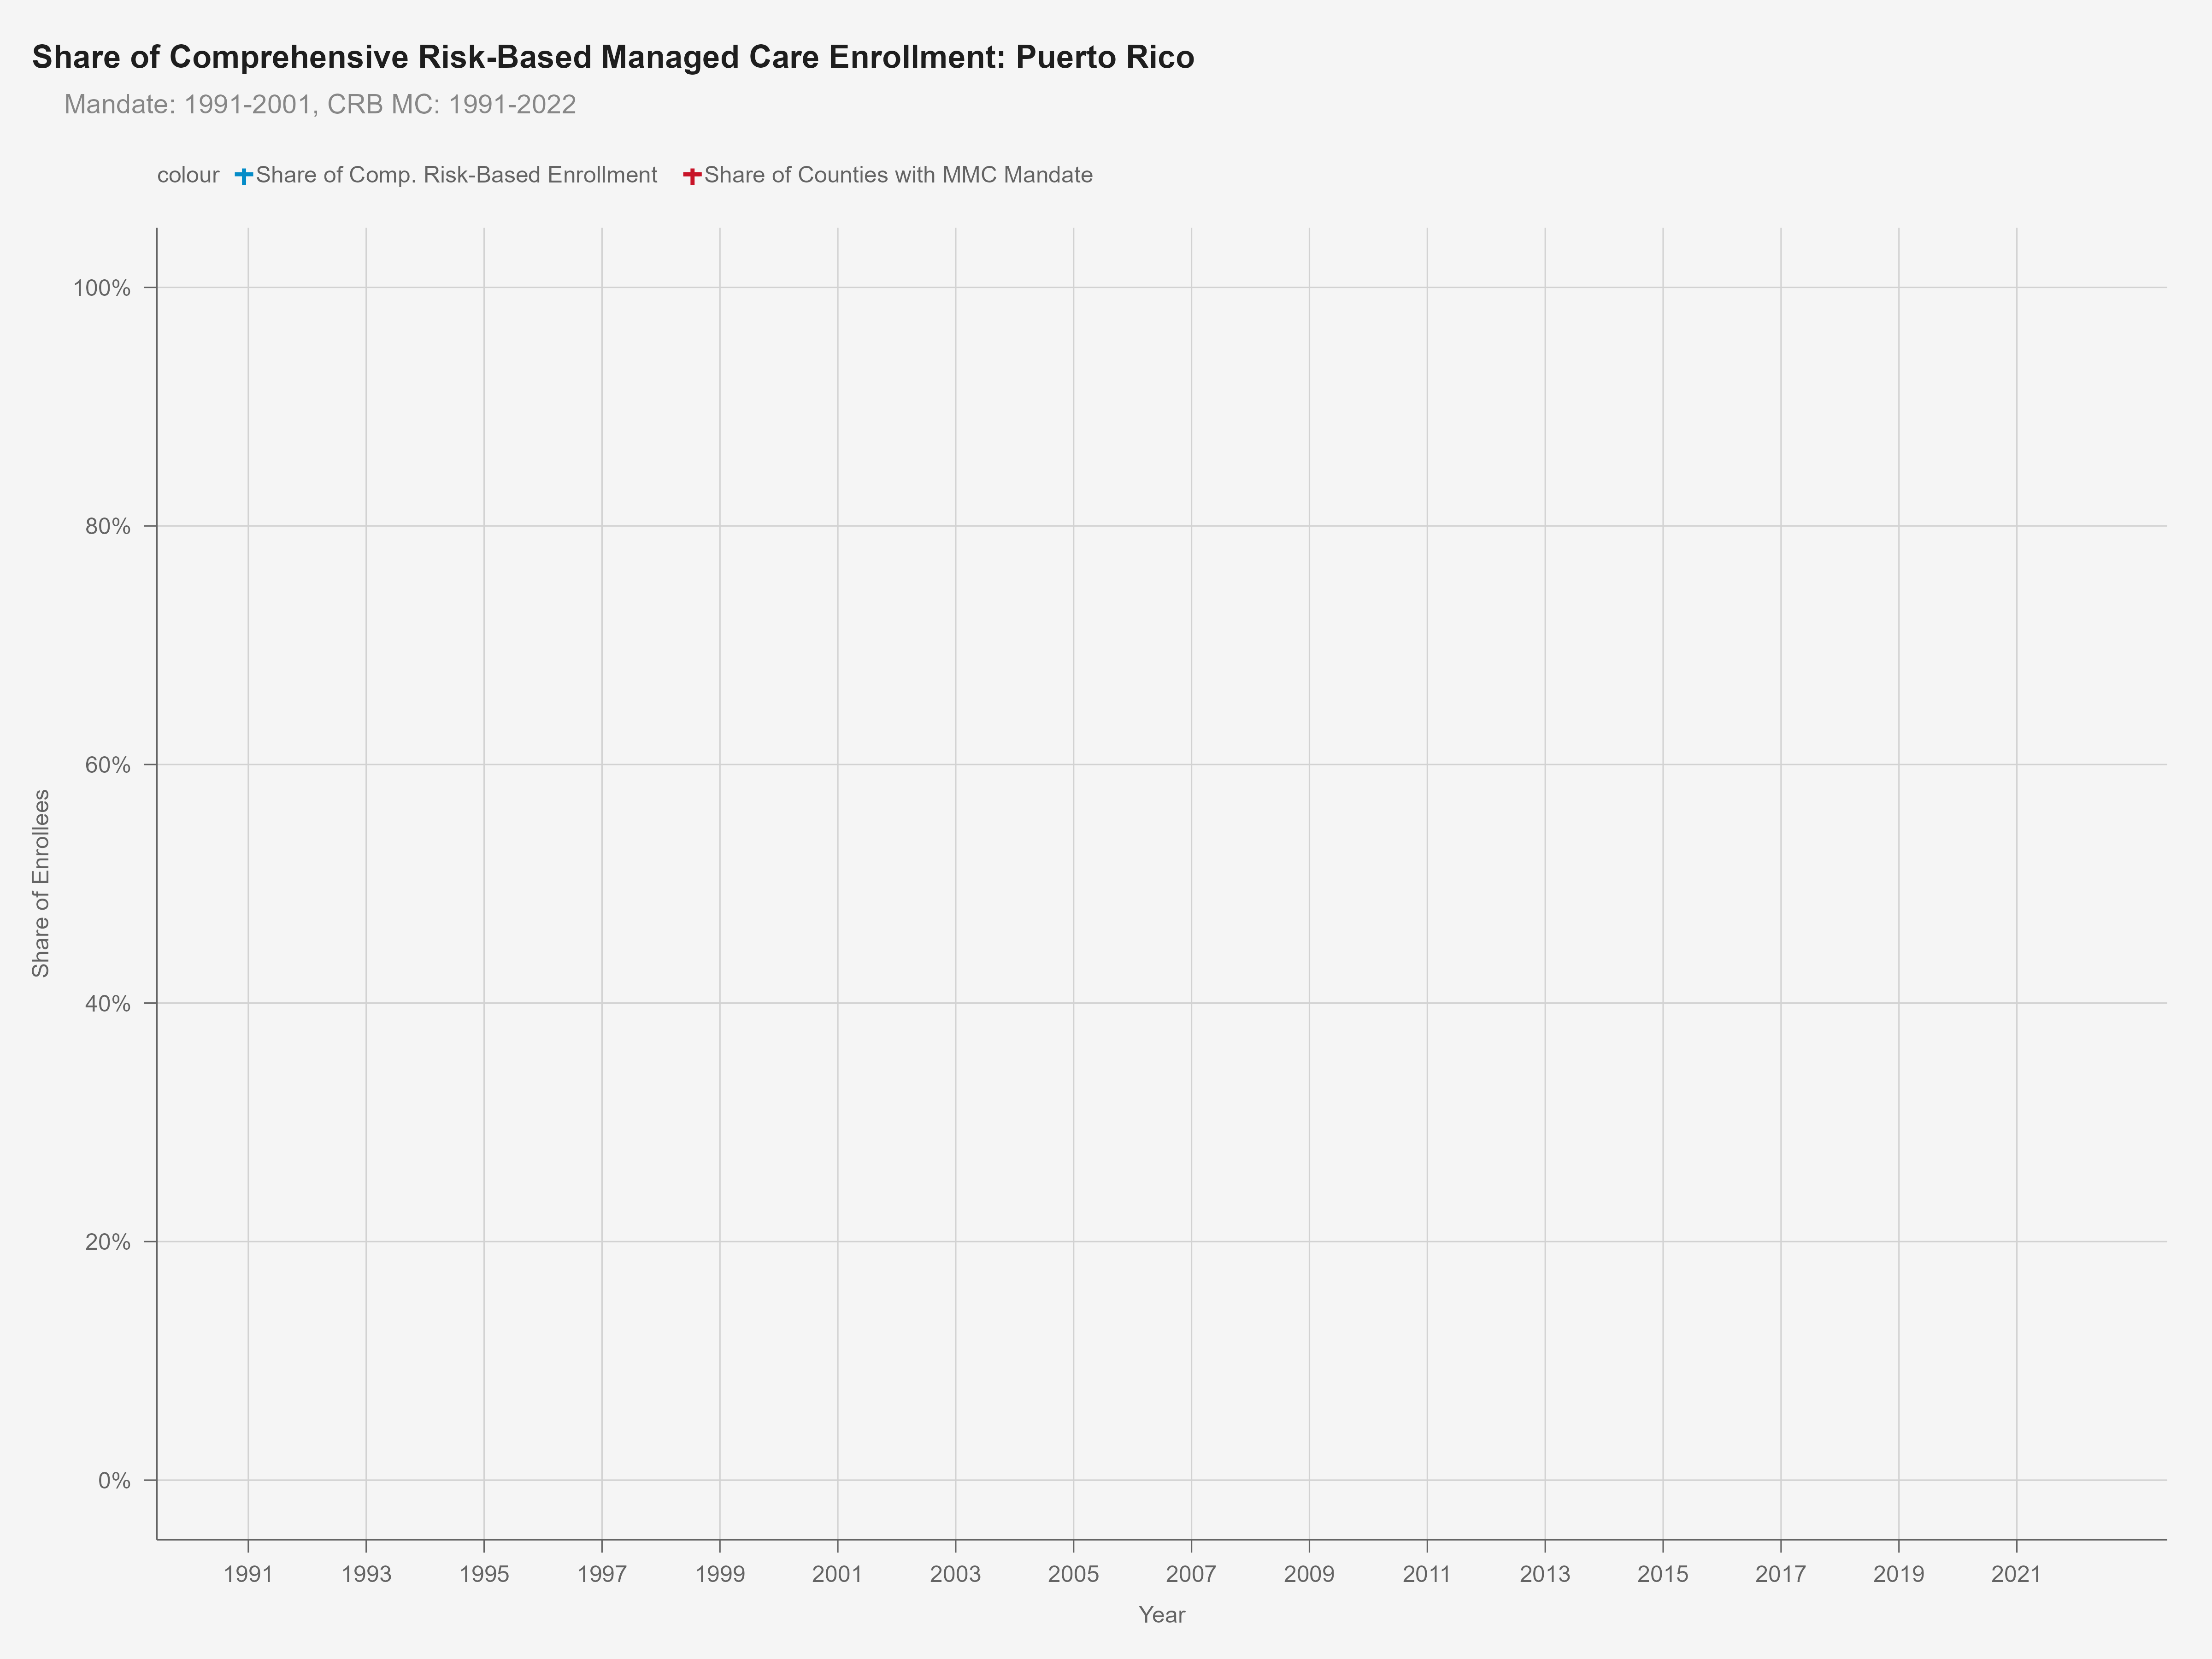 Share of Comprehensive Risk-Based Managed Care Enrollment: Puerto Rico
Mandate: 1991-2001, CRB MC: 1991-2022
colour Share of Comp. Risk-Based Enrollment Share of Counties with MMC Mandate
100%
80%
60%
40%
20%
0%
Share of Enrollees
1991 1993 1995 1997 1999 2001 2003 2005 2007 2009 2011 2013 2015 2017 2019 2021
Year